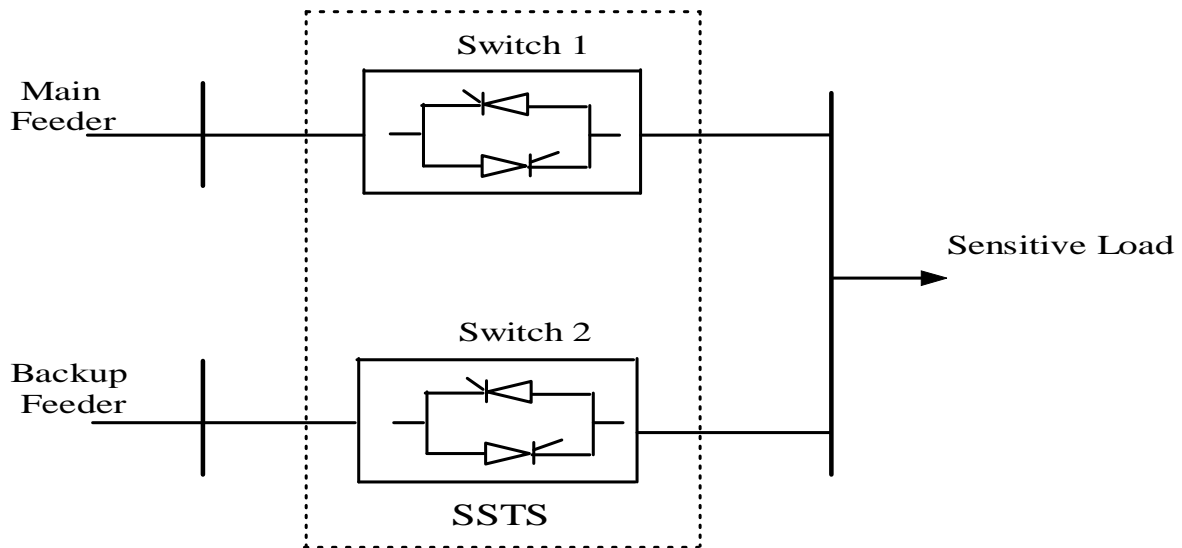 Switch 1
Main
Feeder
Sensitive Load
Switch 2
Backup
Feeder
SSTS